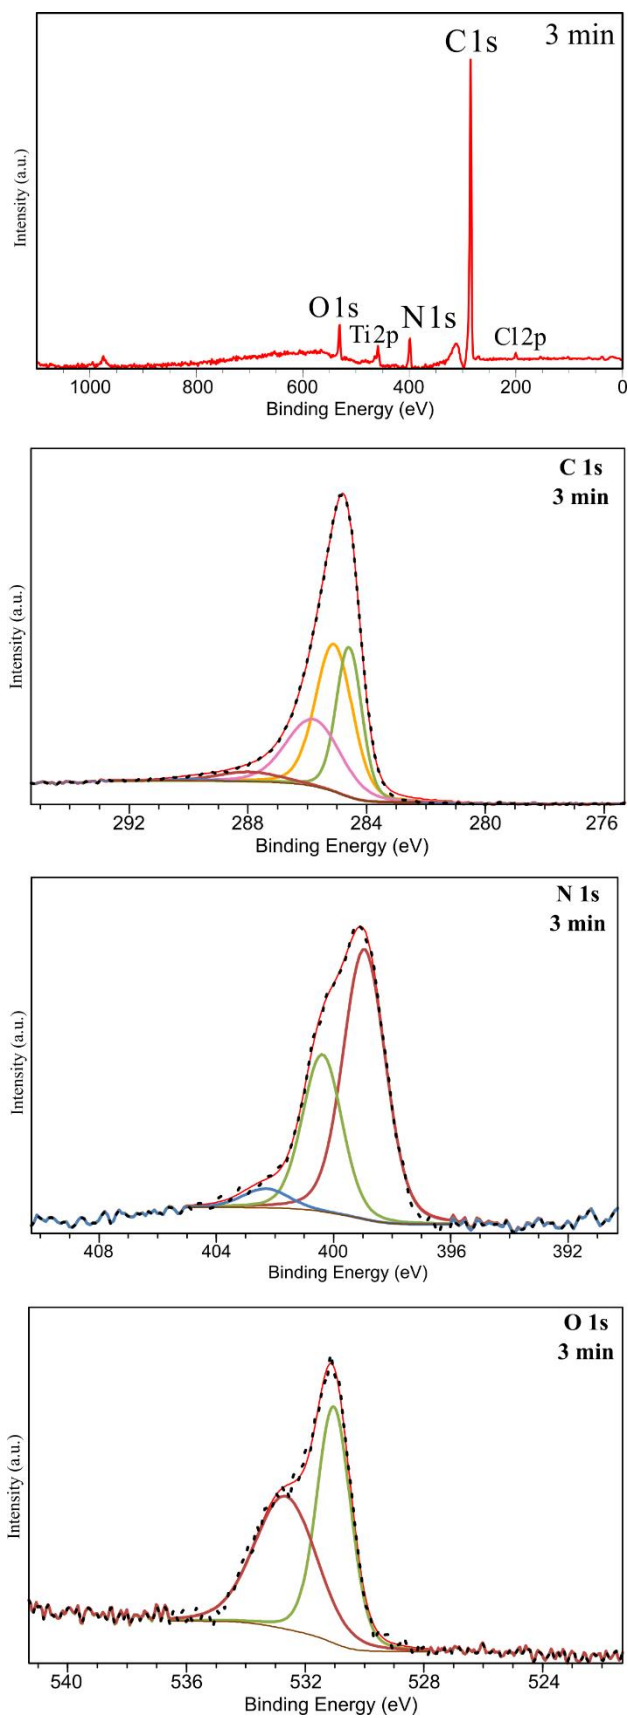 3 min
C1s
O1s
Ti2p
N1s
Cl2p
Intensity (a.u.)
1000 800 600 400 200 0
Binding Energy (eV)
C 1s
3 min
Intensity (a.u.)
292 288 284 280 276
Binding Energy (eV)
N 1s
3 min
Intensity (a.u.)
408 404 400 396 392
Binding Energy (eV)
O 1s
3 min
Intensity (a.u.)
540 536 531 528 524
Binding Energy (eV)